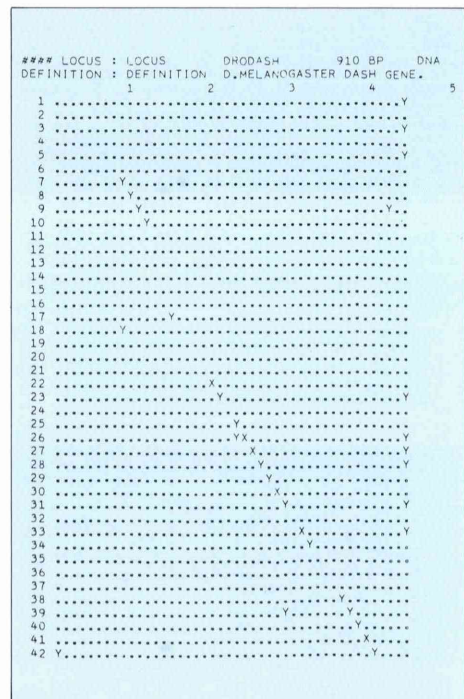 #### LOCUS : LOCUS DRODASH 910 BP DNA
DEFINITION : DEFINITION D.MELANOGASTER DASH GENE.
1 2 3 4 5
1 ...........................................Y
2 ............................................
3 ...........................................Y
4 ............................................
5 ...........................................Y
6 ............................................
7 ........Y...................................
8 .........Y..................................
9 ..........Y..............................Y..
10 ...........Y................................
11 ............................................
12 ............................................
13 ............................................
14 ............................................
15 ............................................
16 ............................................
17 ..............Y.............................
18 ........Y...................................
19 ............................................
20 ............................................
21 ............................................
22 ...................X........................
23 ....................Y......................Y
24 ............................................
25 ......................Y.....................
26 ......................YX...................Y
27 ........................X..................Y
28 .........................Y.................Y
29 ..........................Y.................
30 ...........................X................
31 ............................Y..............Y
32 ............................................
33 ..............................X............Y
34 ...............................Y............
35 ............................................
36 ............................................
37 ............................................
38 ...................................Y........
39 ............................Y.......Y.......
40 .....................................Y......
41 ......................................X.....
42 Y......................................Y....